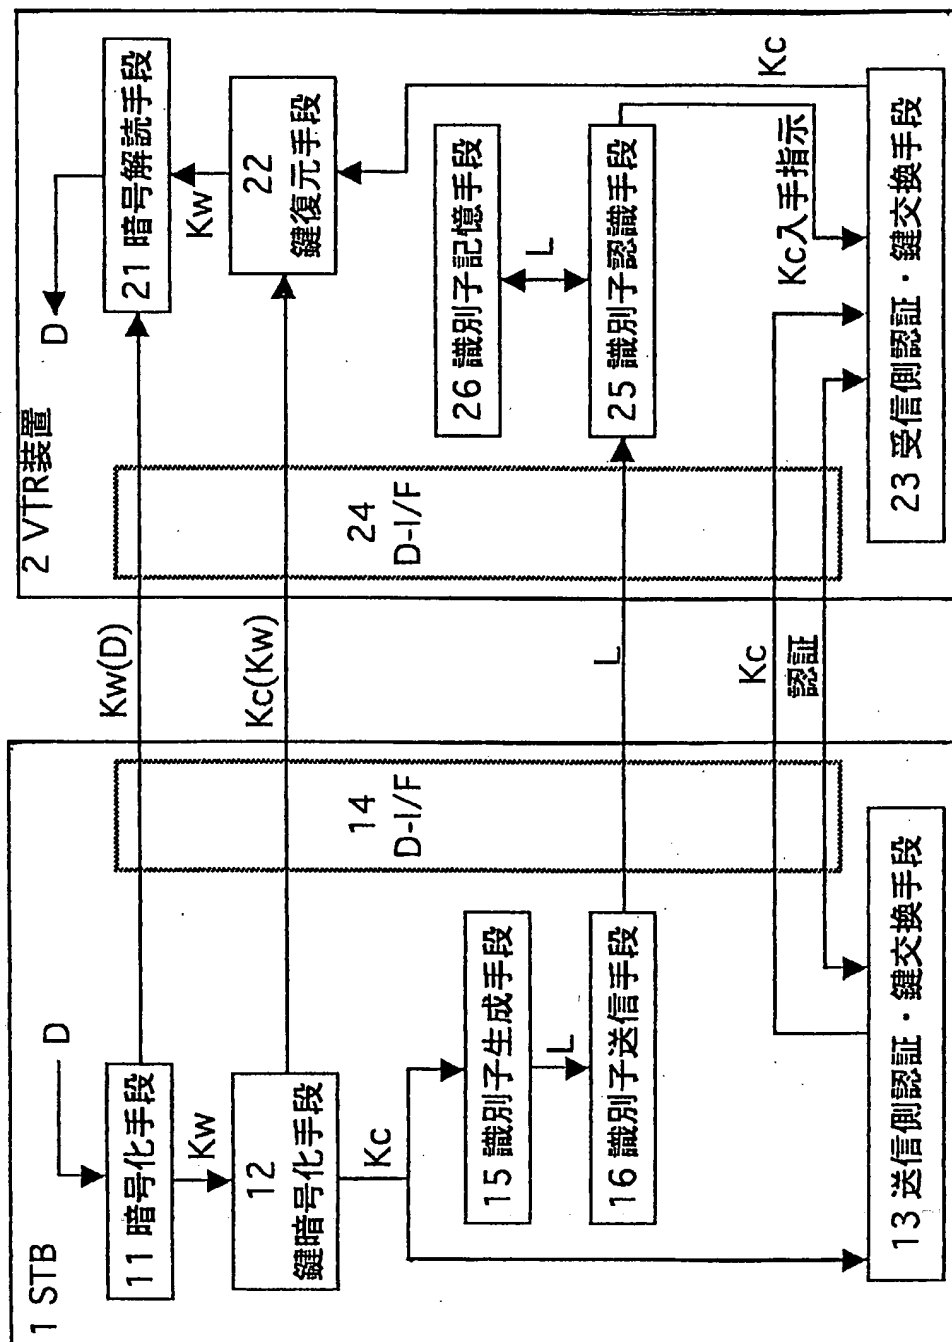 1 STB
D
11 暗号化手段
Kw
12
鍵暗号化手段
Kc
15 識別子生成手段
L
16 識別子送信手段
13 送信側認証・鍵交換手段
14
D-I/F
Kw(D)
Kc(Kw)
L
Kc
認証
2 VTR装置
D
21 暗号解読手段
Kw
22
鍵復元手段
24
D-I/F
26 識別子記憶手段
L
25 識別子認識手段
Kc
Kc入手指示
23 受信側認証・鍵交換手段